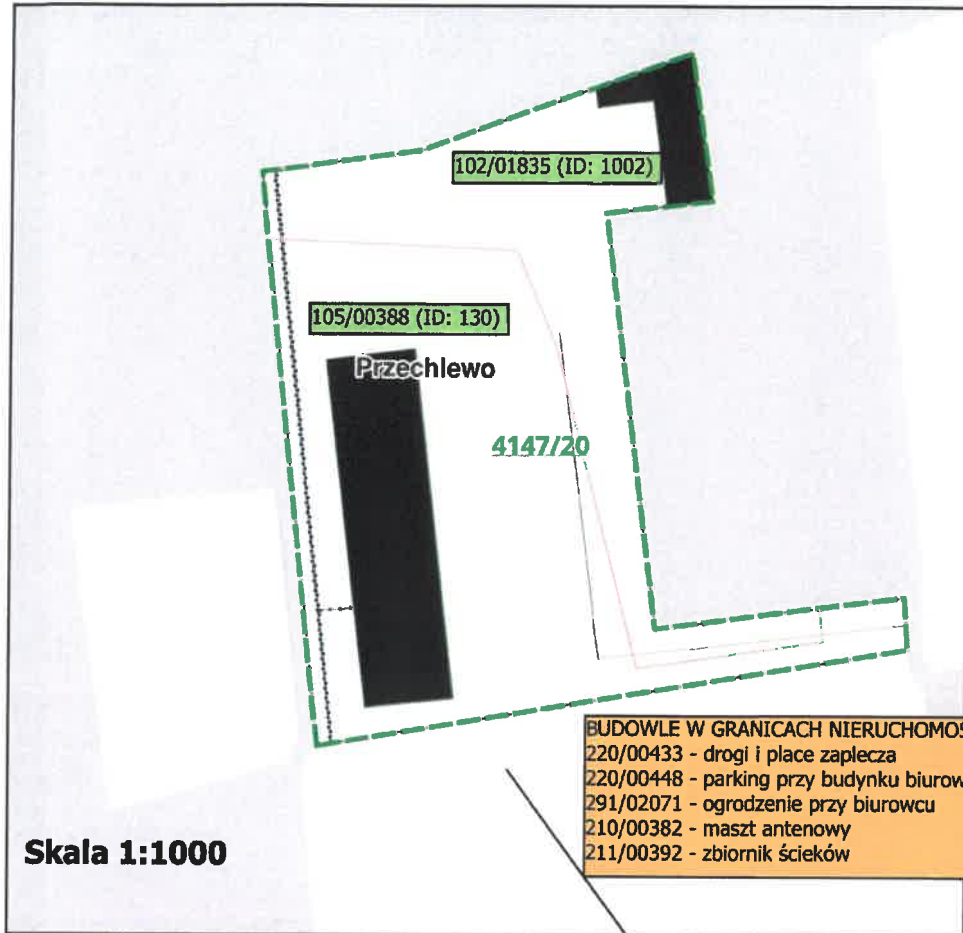 102/01835 (ID: 1002)
105/00388 (ID: 130)
Przechlewo
4147/20
BUDOWLE W GRANICACH NIERUCHOMOŚ
220/00433 - drogi i place zaplecza
220/00448 - parking przy budynku biurow
291/02071 - ogrodzenie przy biurowcu
210/00382 - maszt antenowy
211/00392 - zbiornik ścieków
Skala 1:1000